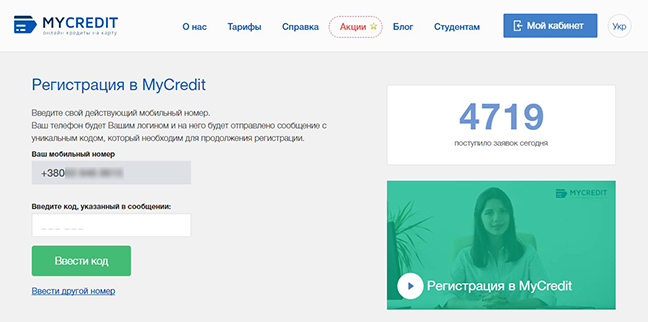 MYCREDIT
онлайн-кредиты на карту
О нас
Тарифы
Справка
Акции
Блог
Студентам
Мой кабинет
Укр
Регистрация в MyCredit
Введите свой действующий мобильный номер.
Ваш телефон будет Вашим логином и на него будет отправлено сообщение с
уникальным кодом, который необходим для продолжения регистрации.
Ваш мобильный номер
+380
Введите код, указанный в сообщении:
Ввести код
Ввести другой номер
4719
поступило заявок сегодня
MYCREDIT
Регистрация в MyCredit